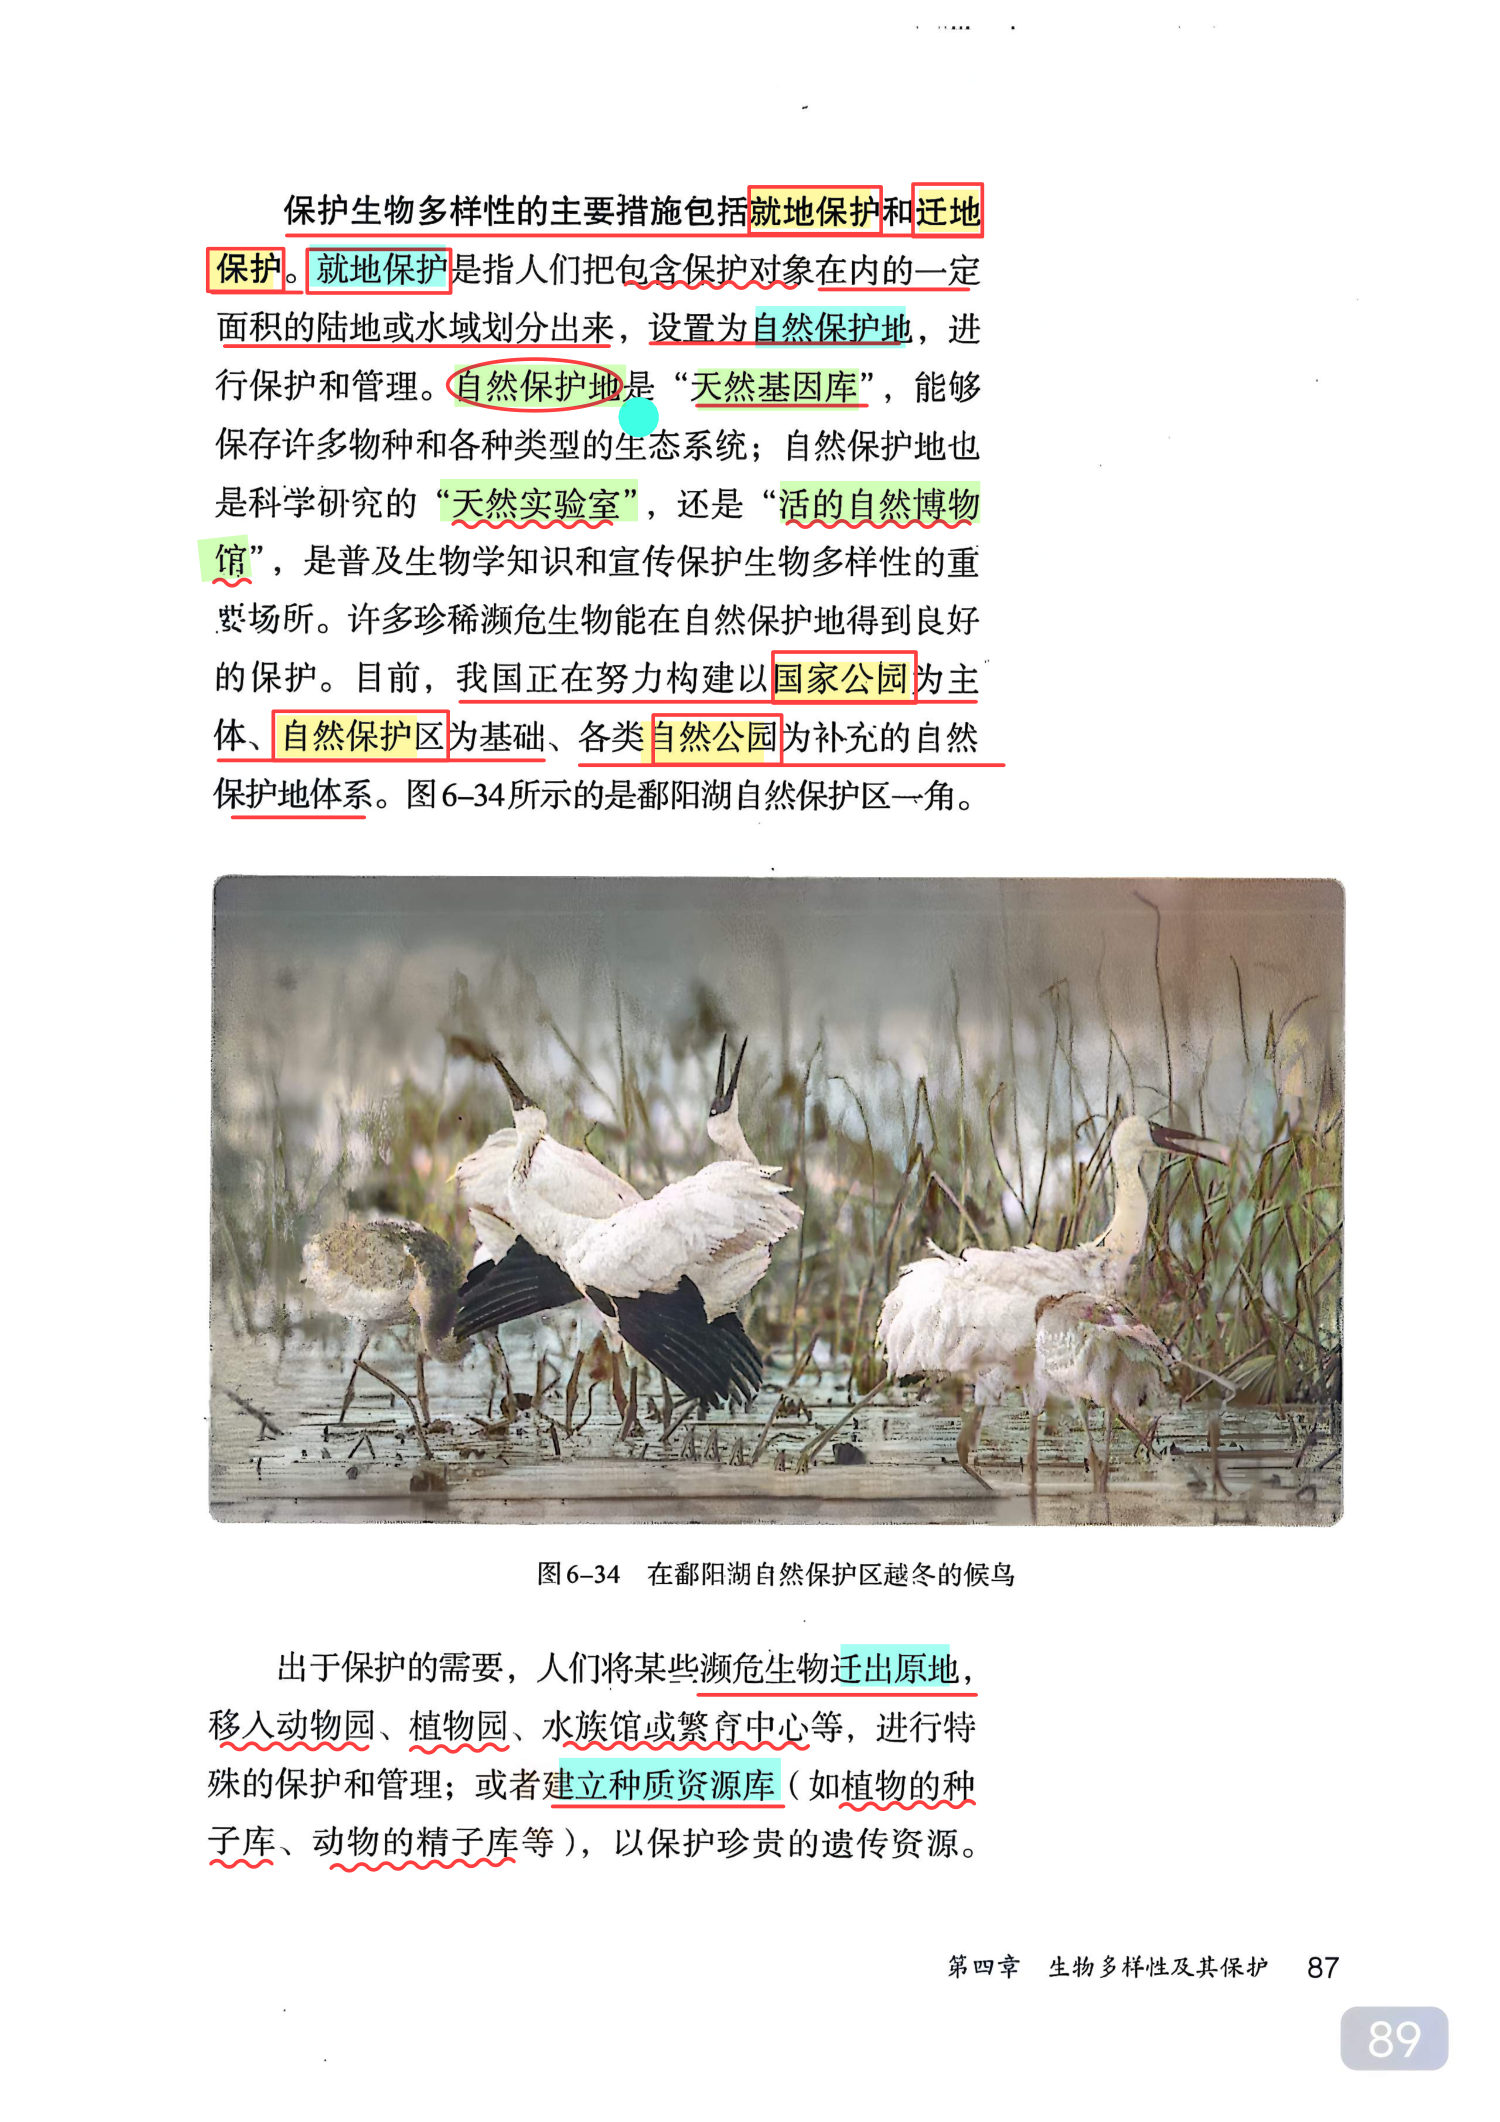 保护生物多样性的主要措施包括就地保护和迁地
保护。就地保护是指人们把包含保护对象在内的一定
面积的陆地或水域划分出来，设置为自然保护地，进
行保护和管理。自然保护地是“天然基因库”，能够
保存许多物种和各种类型的生态系统；自然保护地也
是科学研究的“天然实验室”，还是“活的自然博物
馆”，是普及生物学知识和宣传保护生物多样性的重
要场所。许多珍稀濒危生物能在自然保护地得到良好
的保护。目前，我国正在努力构建以国家公园为主
体、自然保护区为基础、各类自然公园为补充的自然
保护地体系。图6–34所示的是鄱阳湖自然保护区一角。
图6–34 在鄱阳湖自然保护区越冬的候鸟
出于保护的需要，人们将某些濒危生物迁出原地，
移入动物园、植物园、水族馆或繁育中心等，进行特
殊的保护和管理；或者建立种质资源库（如植物的种
子库、动物的精子库等），以保护珍贵的遗传资源。
第四章 生物多样性及其保护 87
89